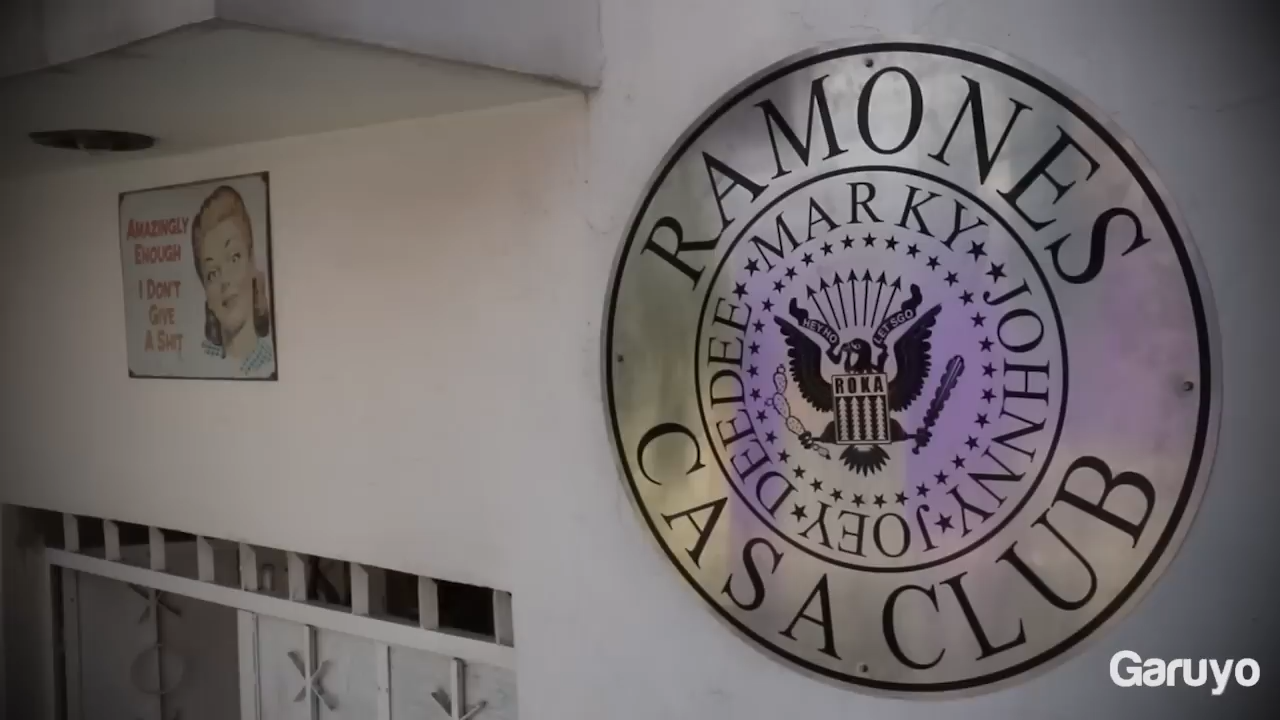 AMAZINGLY
ENOUGH
I DON'T
GIVE
A SHIT
RAMONES
MARKY
JOHNNY
JOEY
DEEDEE
HEY HO
LET'S GO
ROKA
CASA CLUB
Garuyo